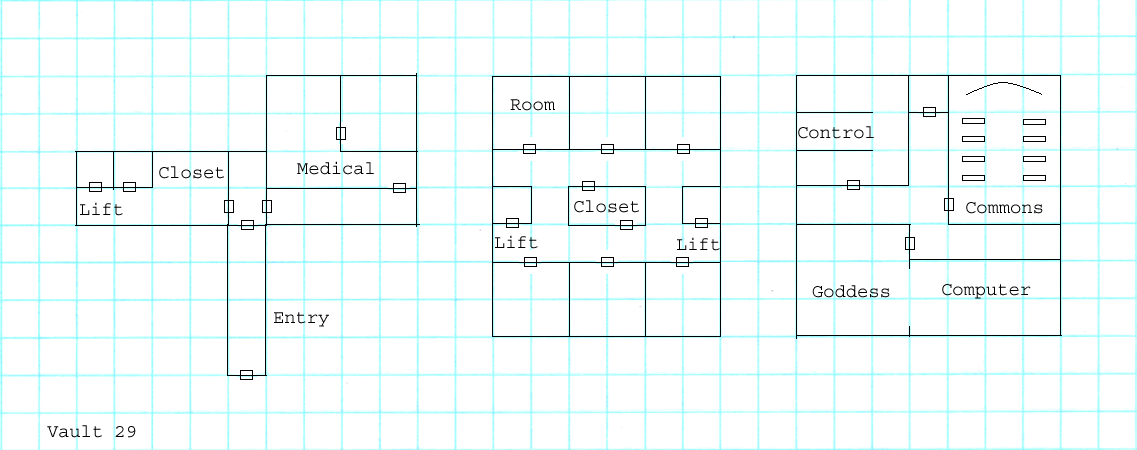 Closet
Medical
Lift
Entry
Vault 29
Room
Closet
Lift
Lift
Control
Commons
Goddess
Computer